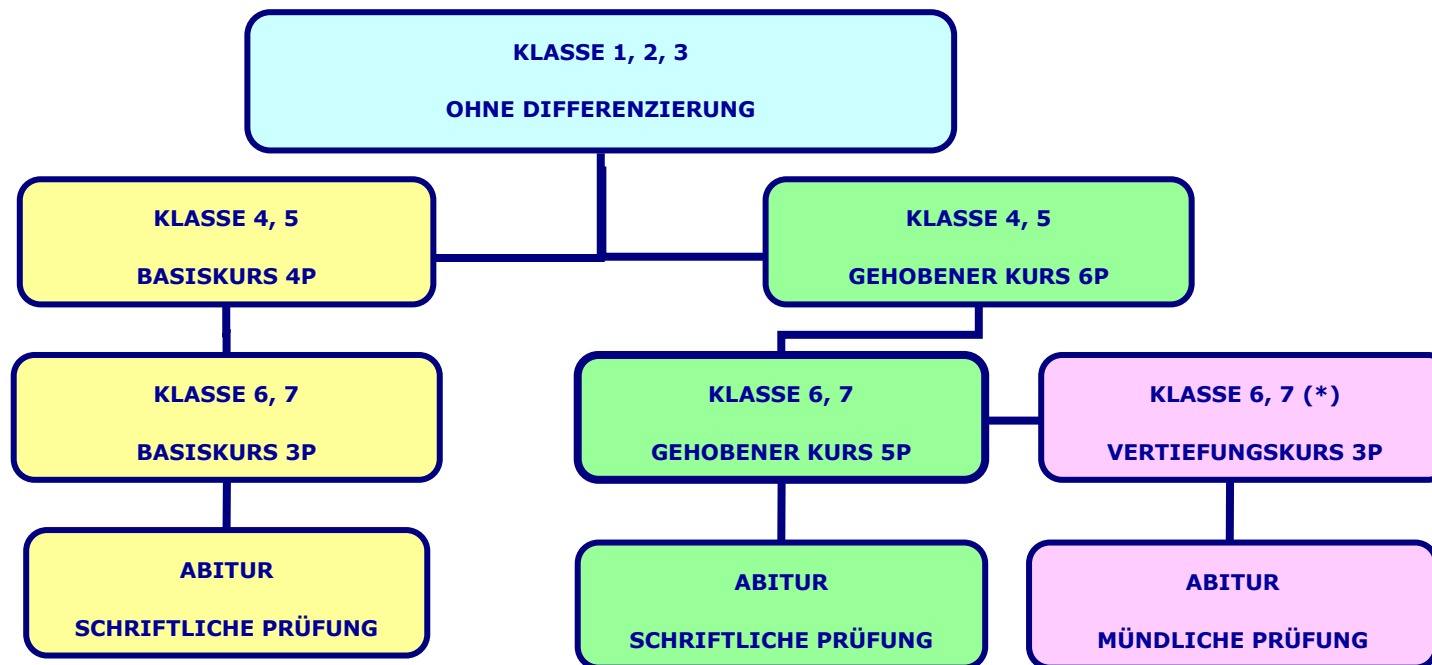 KLASSE 1, 2, 3
OHNE DIFFERENZIERUNG
KLASSE 4, 5
BASISKURS 4P
KLASSE 4, 5
GEHOBENER KURS 6P
KLASSE 6, 7
BASISKURS 3P
KLASSE 6, 7
GEHOBENER KURS 5P
KLASSE 6, 7 (*)
VERTIEFUNGSKURS 3P
ABITUR
SCHRIFTLICHE PRÜFUNG
ABITUR
SCHRIFTLICHE PRÜFUNG
ABITUR
MÜNDLICHE PRÜFUNG